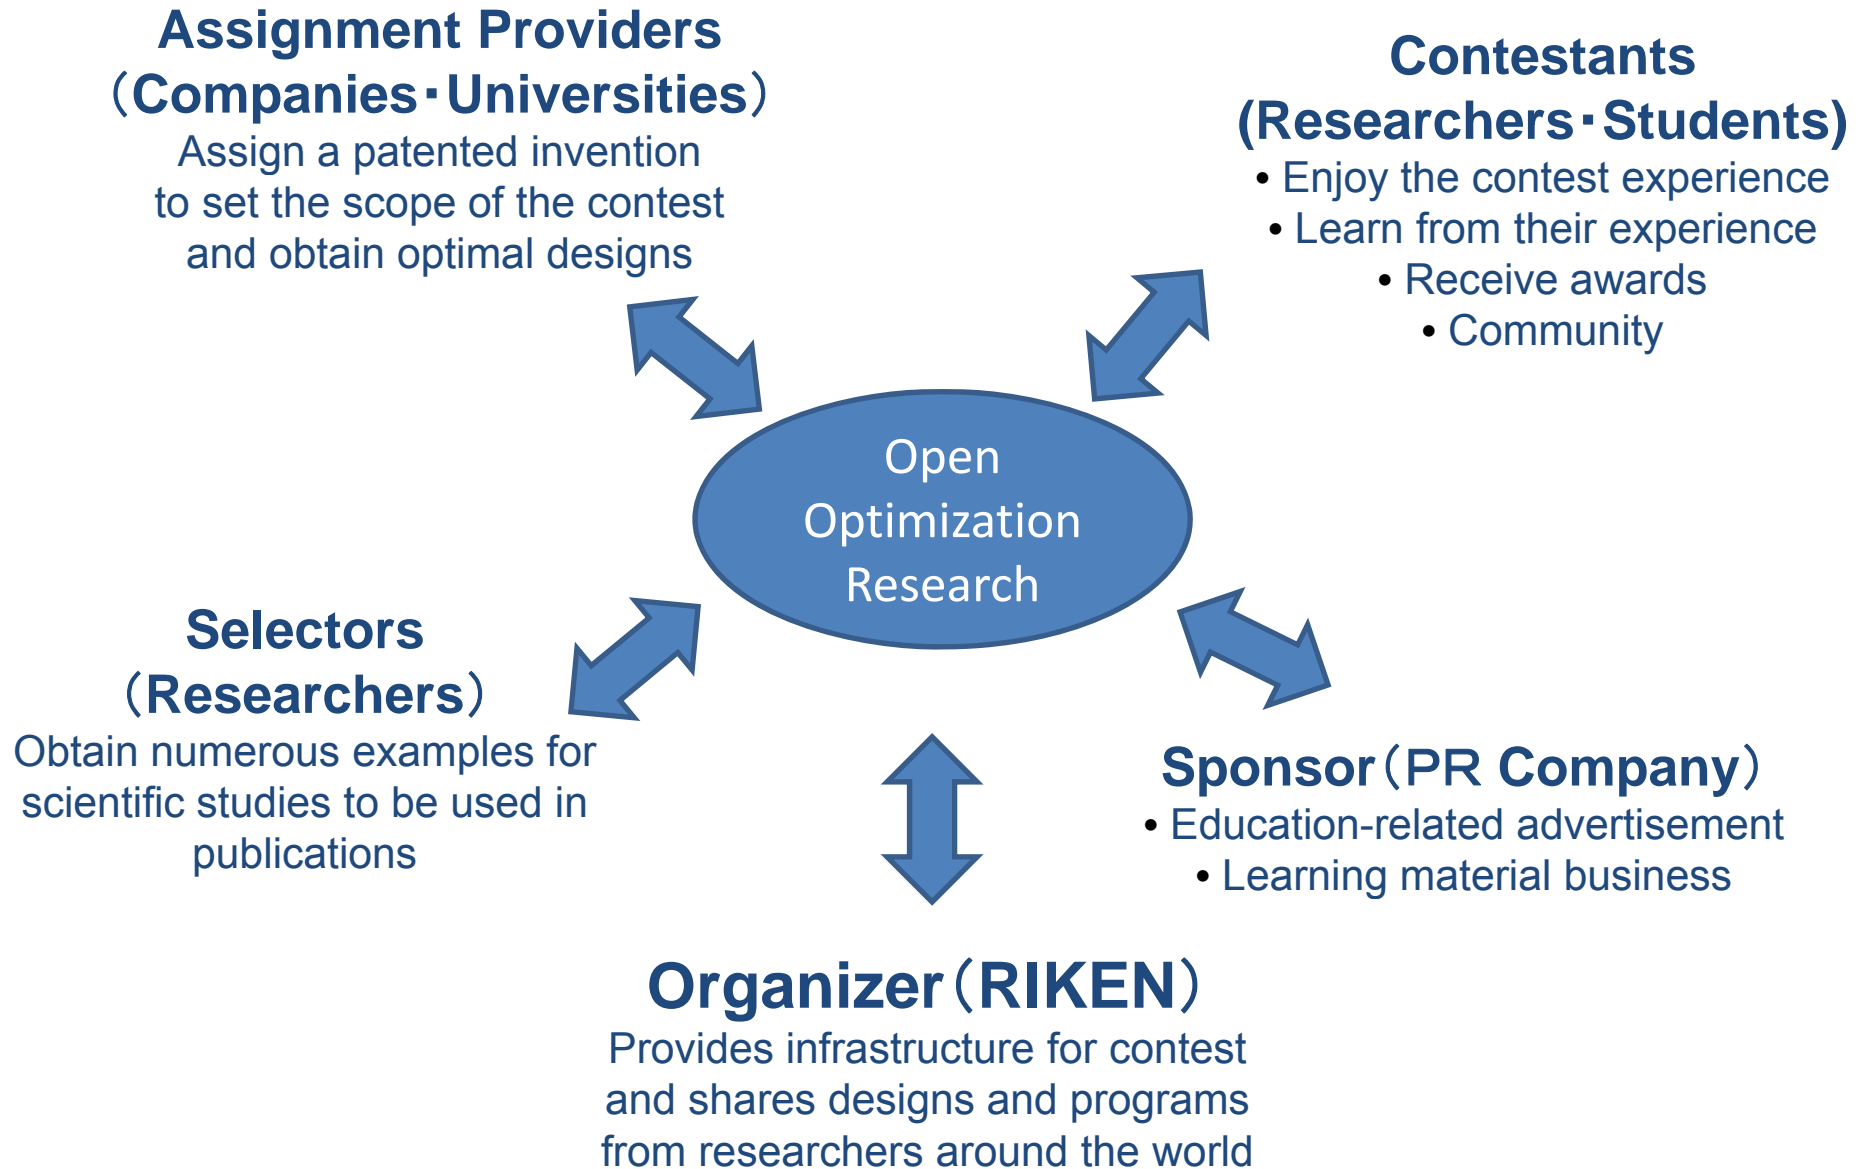 Assignment Providers
（Companies･Universities）
Assign a patented invention
to set the scope of the contest
and obtain optimal designs
Contestants
(Researchers･Students)
• Enjoy the contest experience
• Learn from their experience
• Receive awards
• Community
Open
Optimization
Research
Selectors
（Researchers）
Obtain numerous examples for
scientific studies to be used in
publications
Sponsor（ＰＲ Company）
• Education-related advertisement
• Learning material business
Organizer（RIKEN）
Provides infrastructure for contest
and shares designs and programs
from researchers around the world